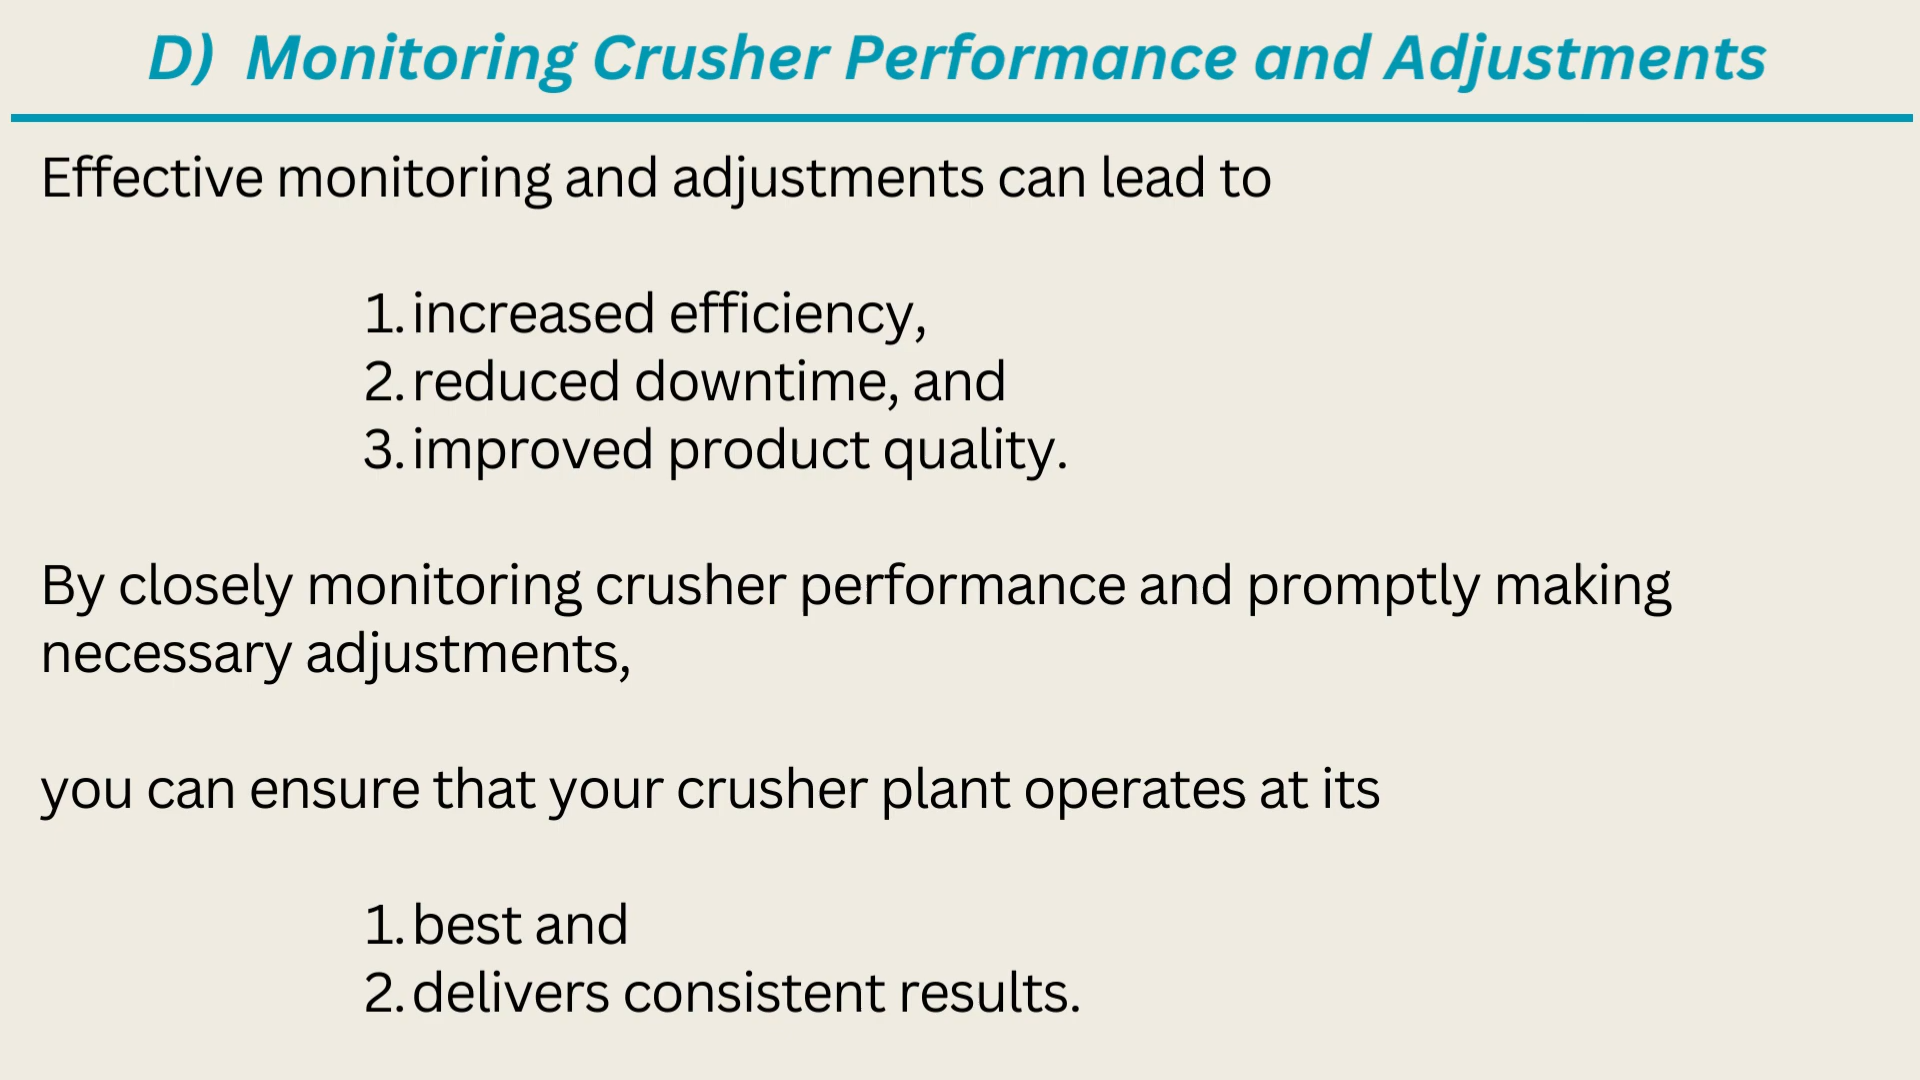 D) Monitoring Crusher Performance and Adjustments
Effective monitoring and adjustments can lead to
1. increased efficiency,
2. reduced downtime, and
3. improved product quality.
By closely monitoring crusher performance and promptly making
necessary adjustments,
you can ensure that your crusher plant operates at its
1. best and
2. delivers consistent results.